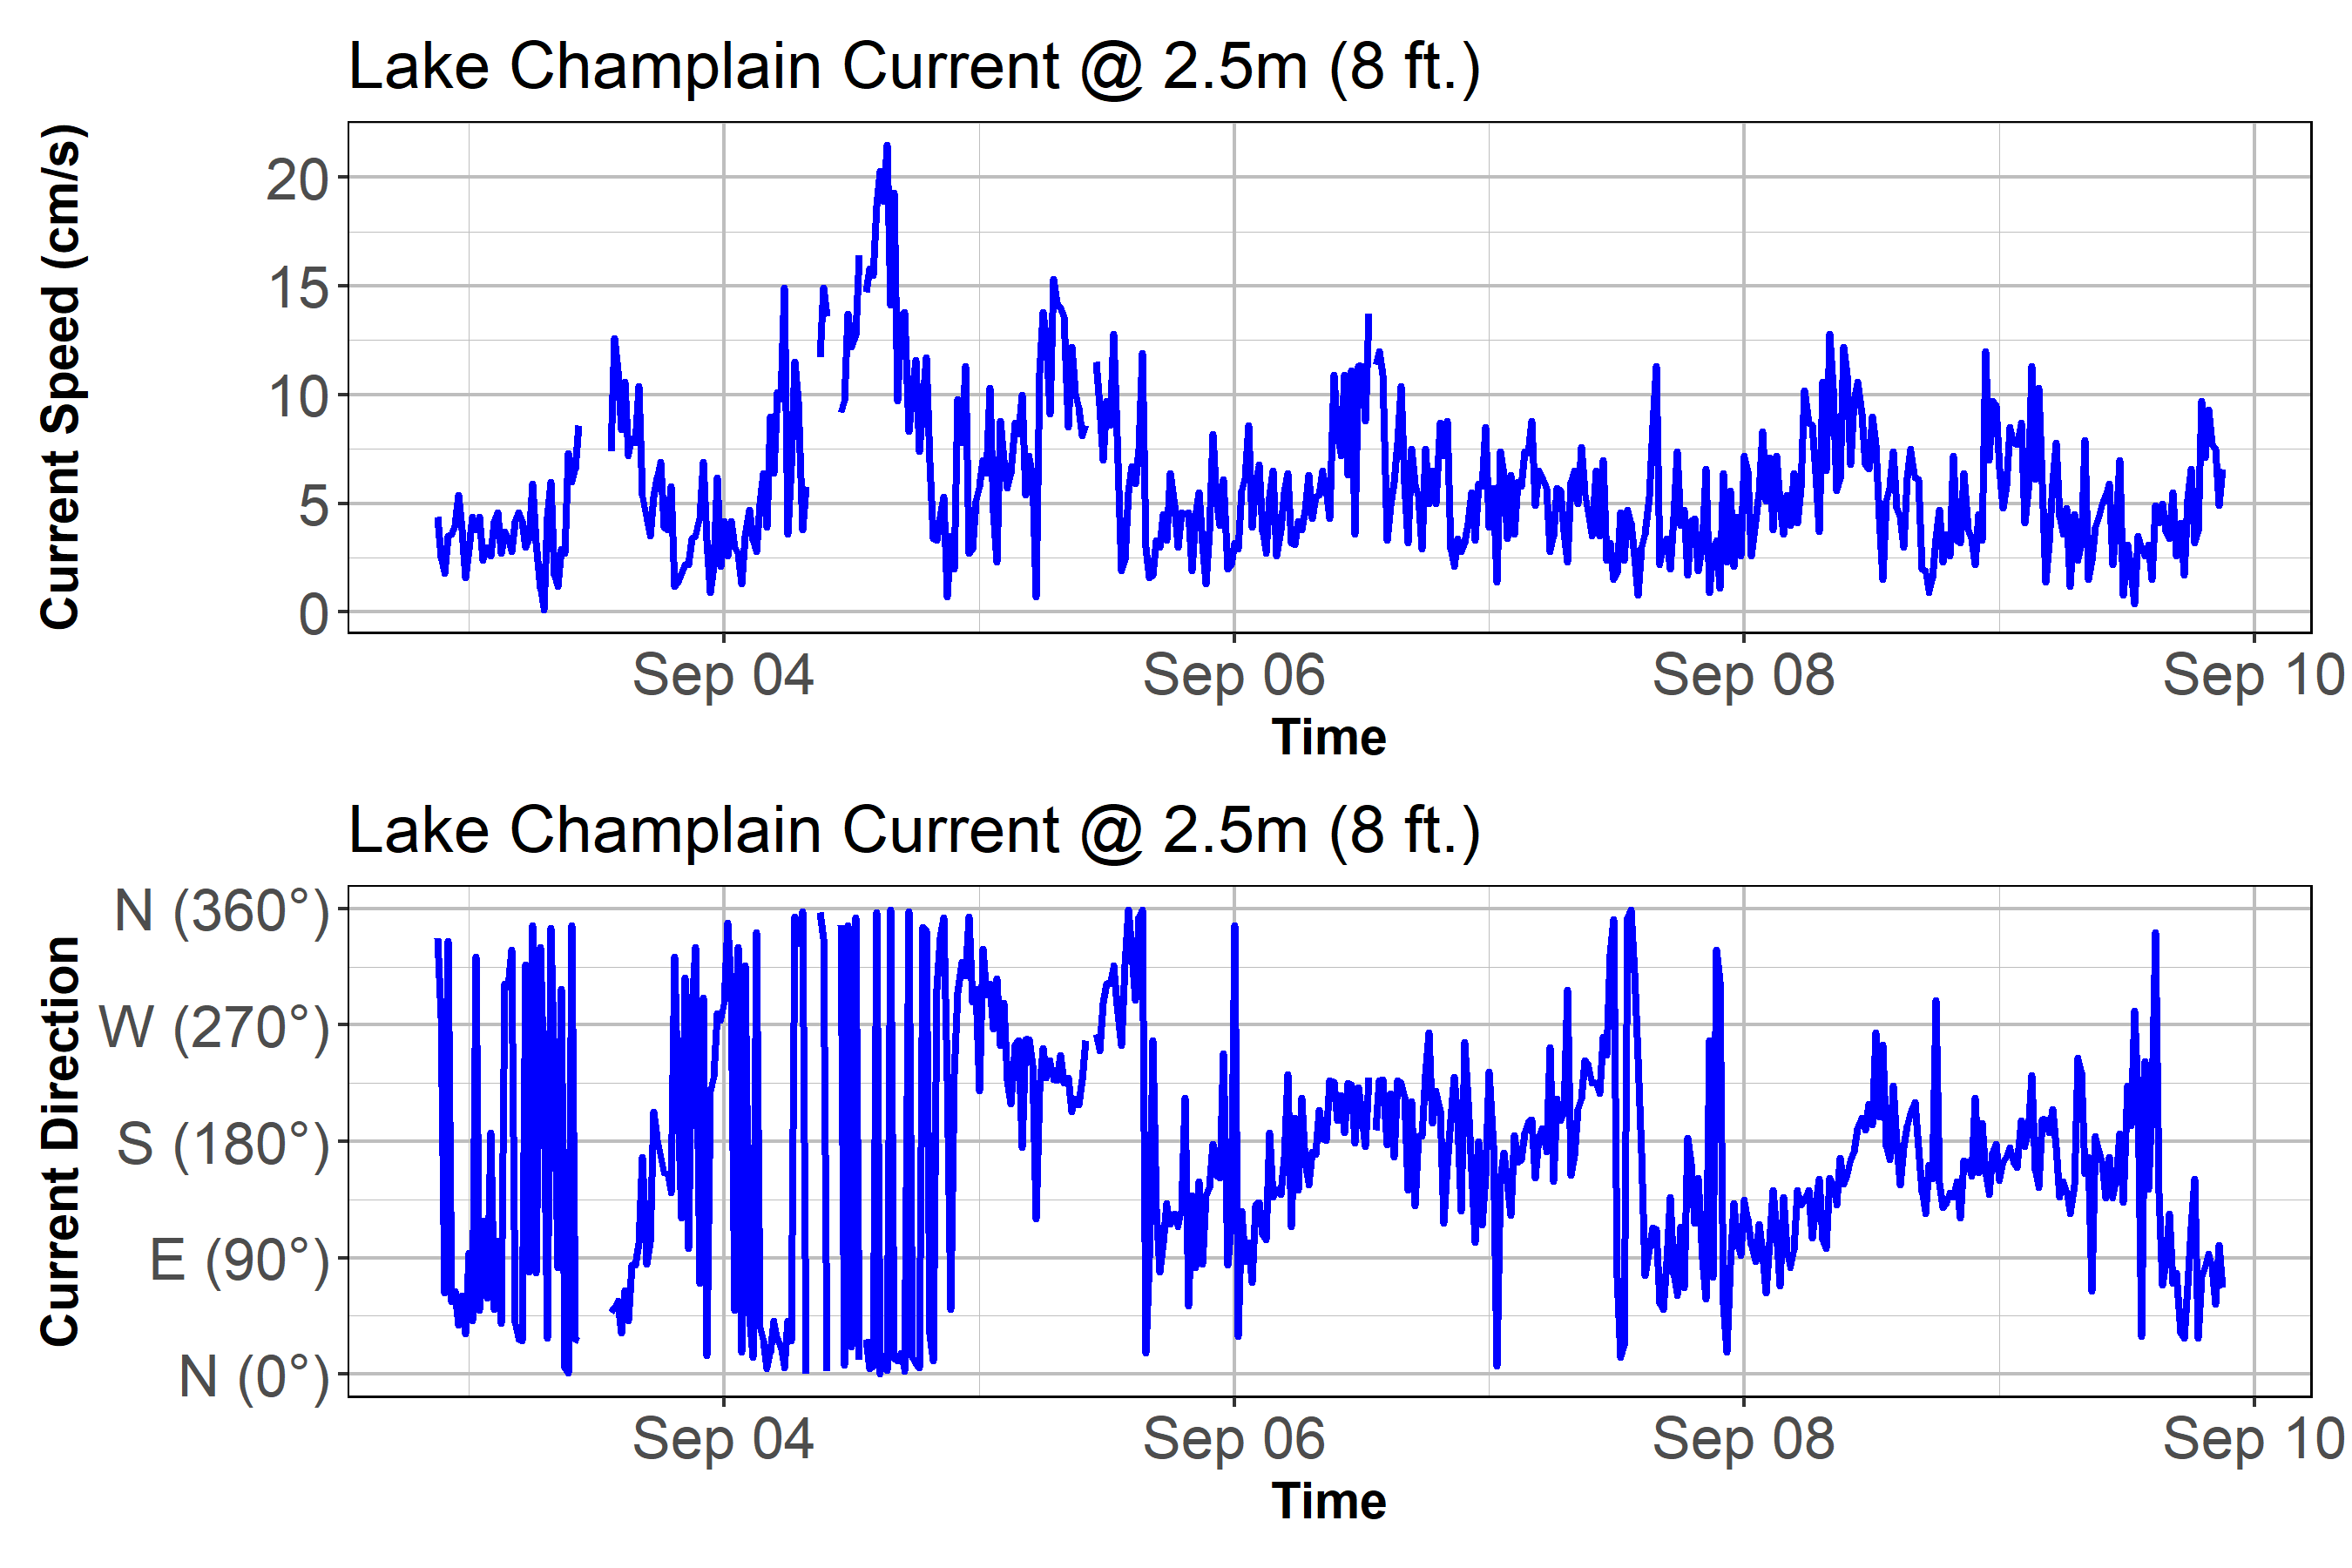 Lake Champlain Current @ 2.5m (8 ft.)
Current Speed (cm/s)
20
15
10
5
0
Sep 04 Sep 06 Sep 08 Sep 10
Time
Lake Champlain Current @ 2.5m (8 ft.)
Current Direction
N (360°)
W (270°)
S (180°)
E (90°)
N (0°)
Sep 04 Sep 06 Sep 08 Sep 10
Time